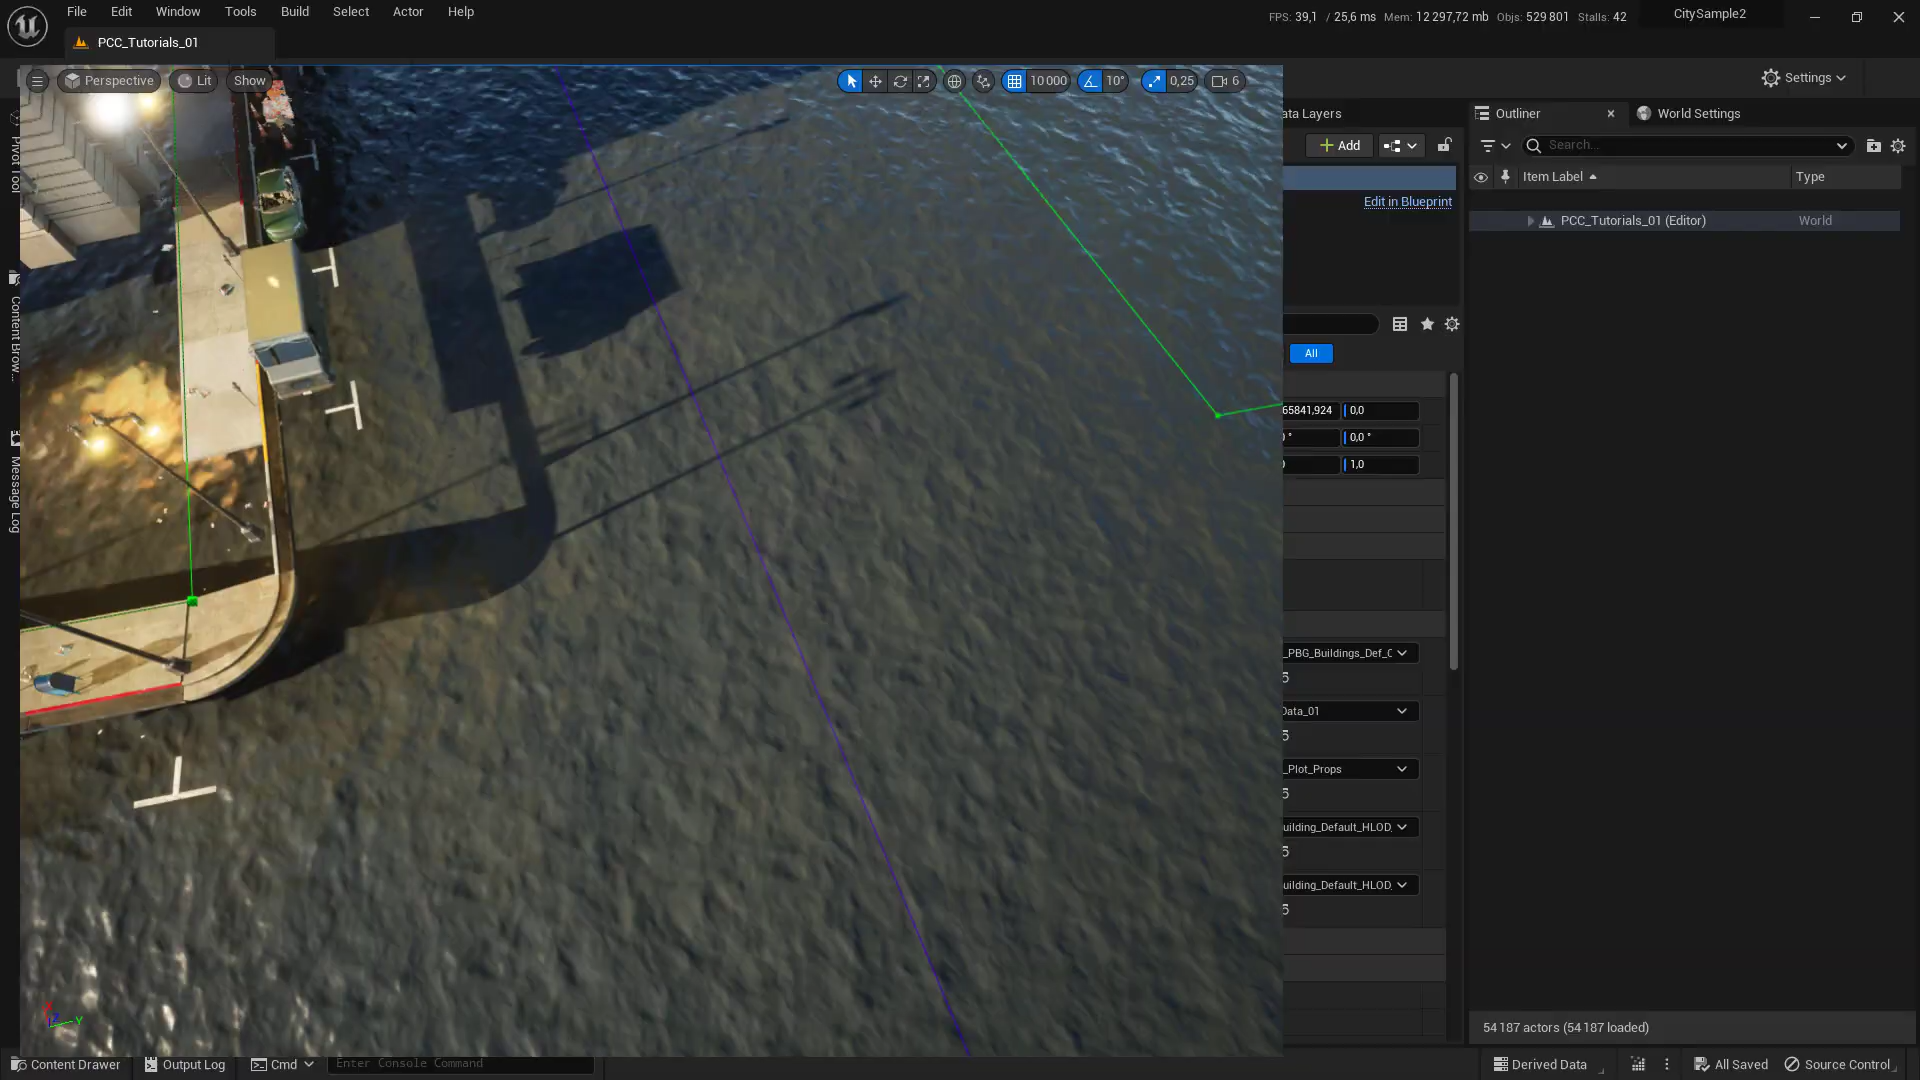 File Edit Window Tools Build Select Actor Help
FPS: 39,1 / 25,6 ms Mem: 12 297,72 mb Objs: 529 801 Stalls: 42
CitySample2
PCC_Tutorials_01
Perspective Lit Show
10 000 10° 0,25 6
Settings
ata Layers
Outliner
World Settings
Add
Search...
Item Label Type
Edit in Blueprint
PCC_Tutorials_01 (Editor) World
All
65841,924 0,0
0,0 °
1,0
_PBG_Buildings_Def_C
Data_01
_Plot_Props
uilding_Default_HLOD_
uilding_Default_HLOD_
Pivot Tool
Content Brow...
Message Log
Z Y
54 187 actors (54 187 loaded)
Content Drawer Output Log Cmd Enter Console Command
Derived Data All Saved Source Control